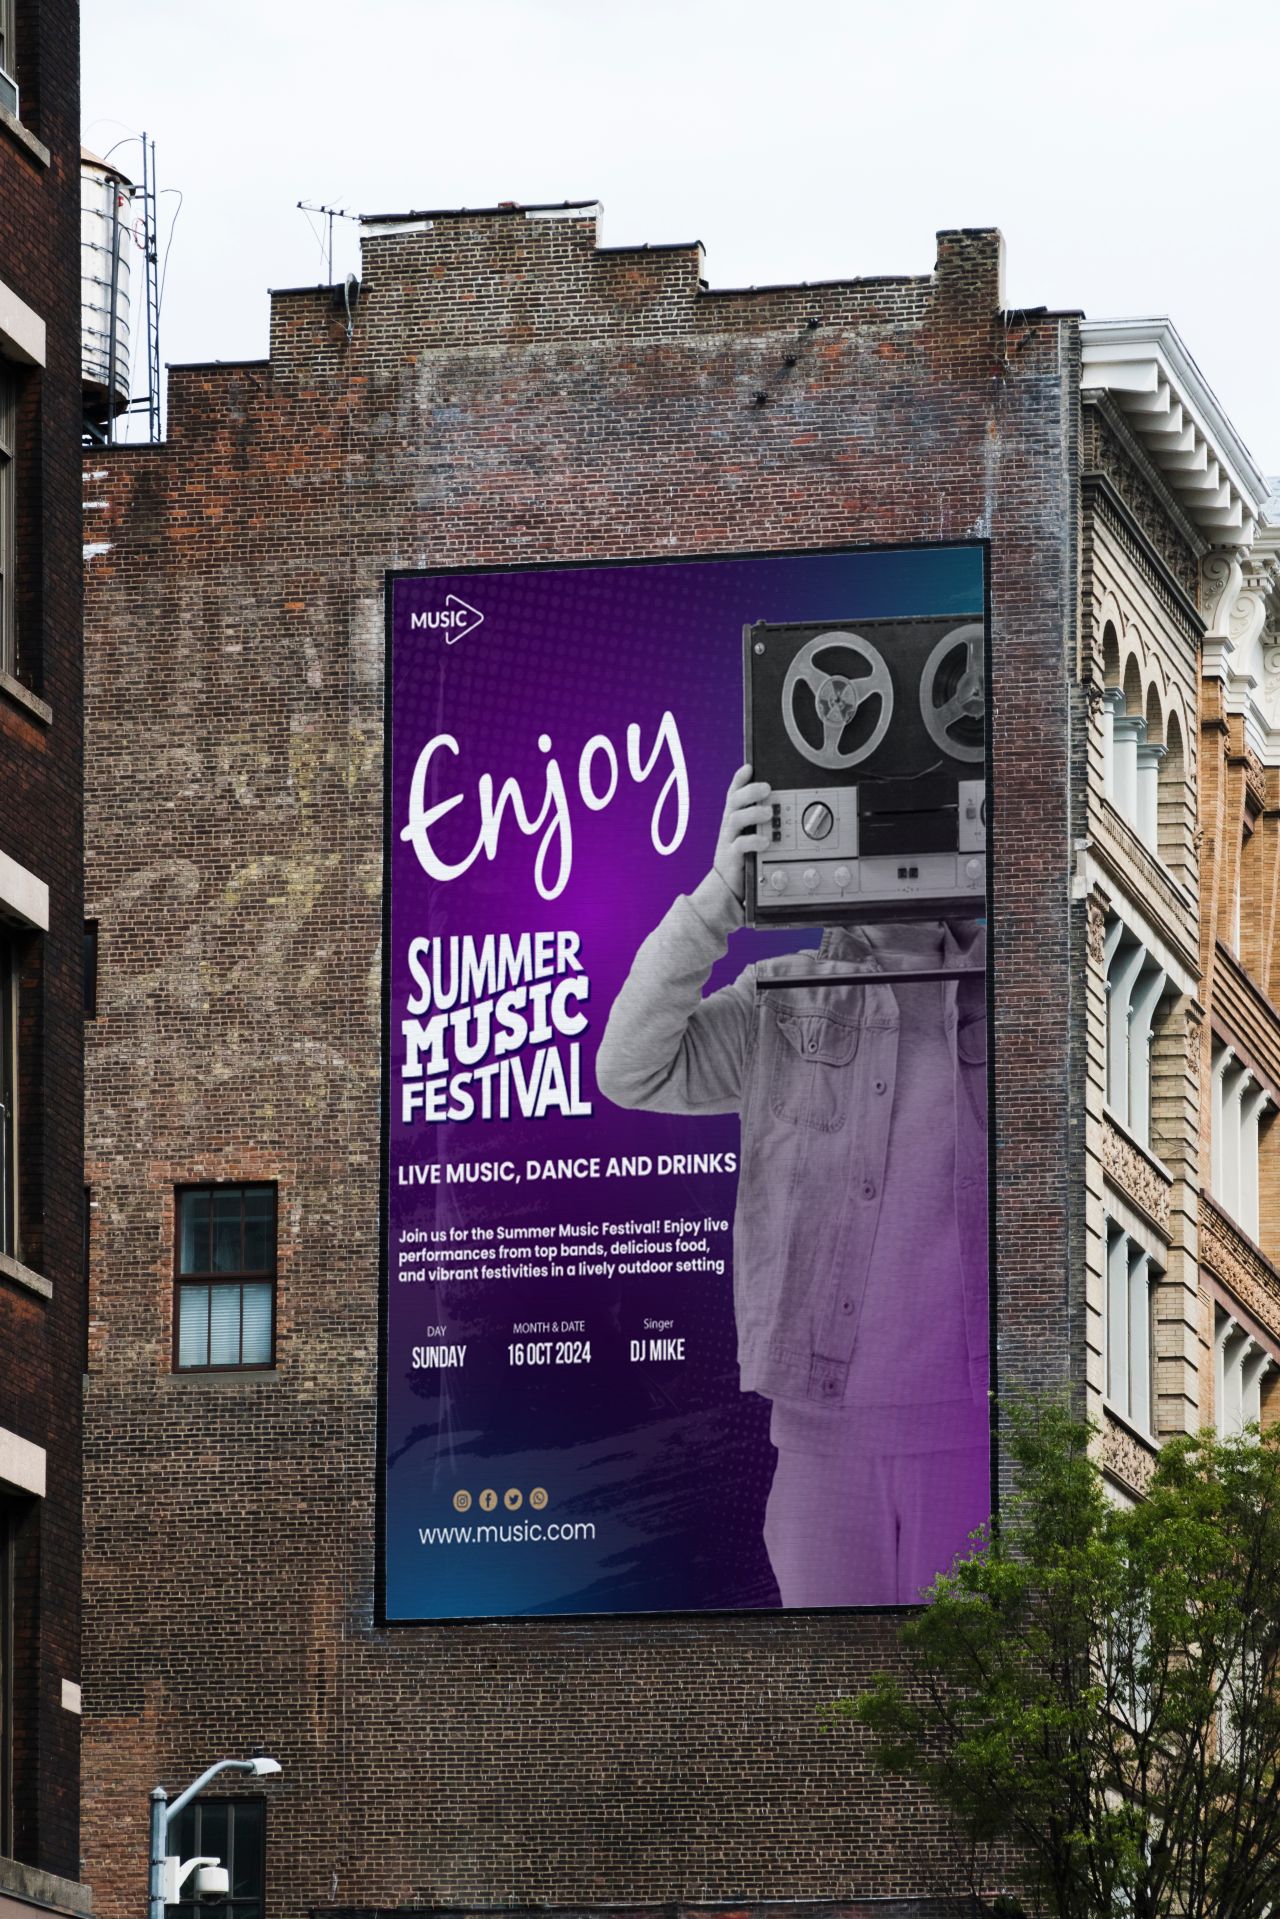 MUSIC
Enjoy
SUMMER
MUSIC
FESTIVAL
LIVE MUSIC, DANCE AND DRINKS
Join us for the Summer Music Festival! Enjoy live
performances from top bands, delicious food,
and vibrant festivities in a lively outdoor setting
DAY MONTH & DATE Singer
SUNDAY 16 OCT 2024 DJ MIKE
www.music.com